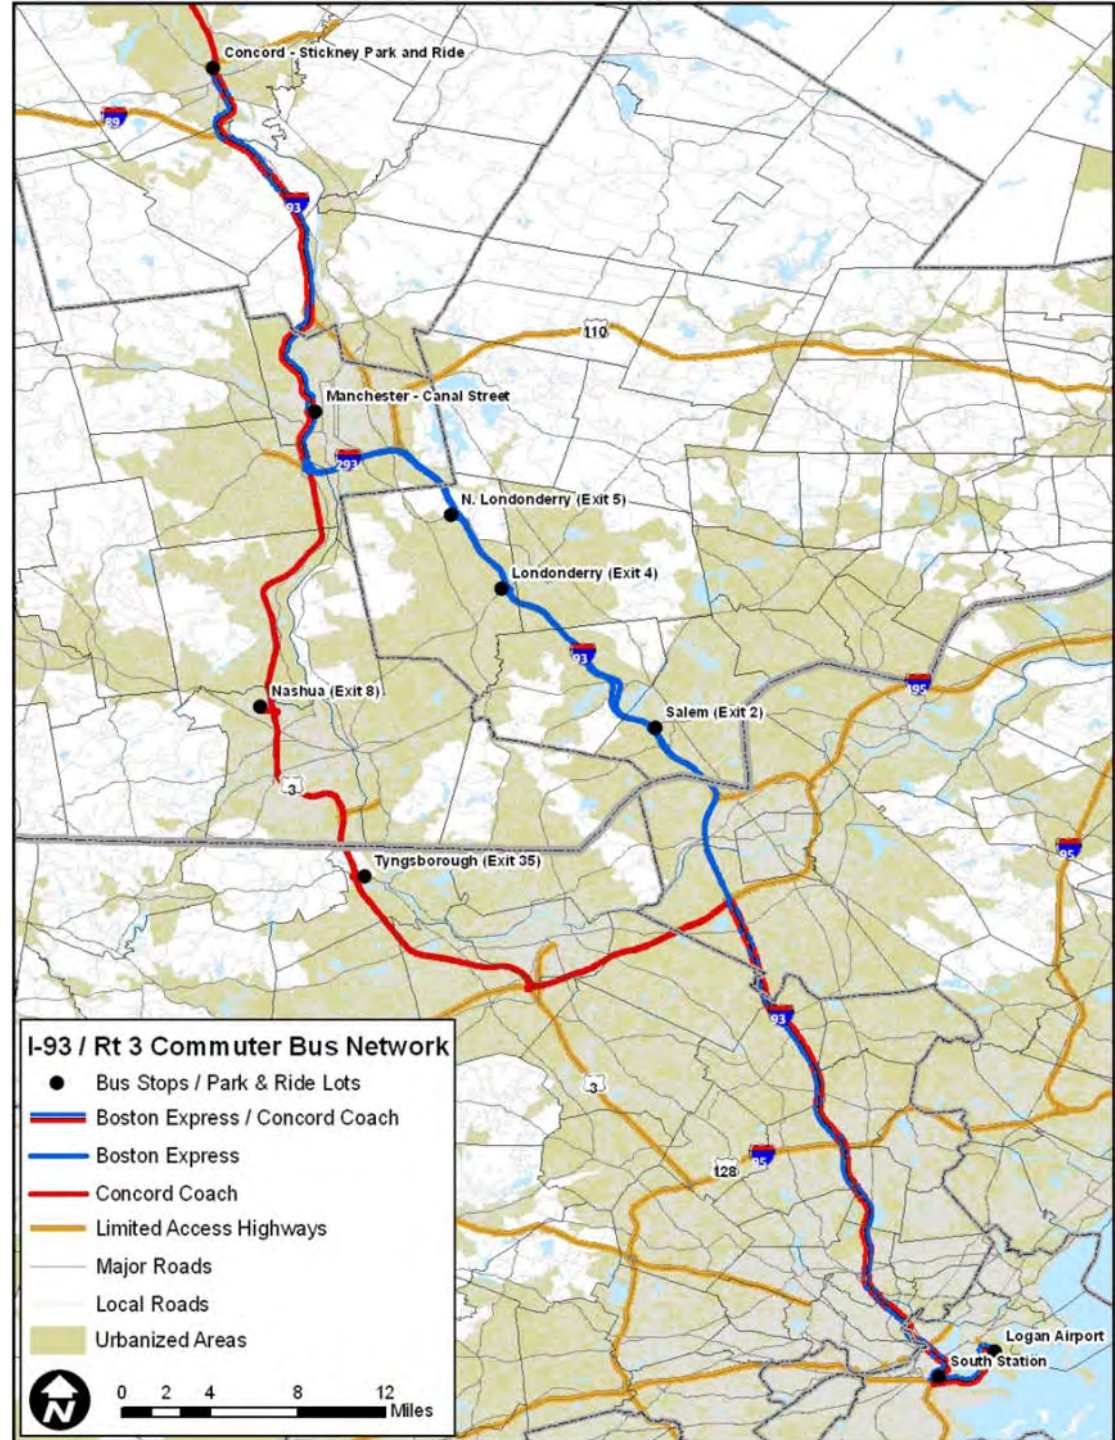 Concord - Stickney Park and Ride
89
93
110
Manchester - Canal Street
293
N. Londonderry (Exit 5)
Londonderry (Exit 4)
93
495
Nashua (Exit 8)
Salem (Exit 2)
3
95
Tyngsborough (Exit 35)
93
I-93 / Rt 3 Commuter Bus Network
Bus Stops / Park & Ride Lots
3
Boston Express / Concord Coach
Boston Express
95
128
Concord Coach
Limited Access Highways
Major Roads
Local Roads
Urbanized Areas
Logan Airport
South Station
N
0 2 4 8 12
Miles